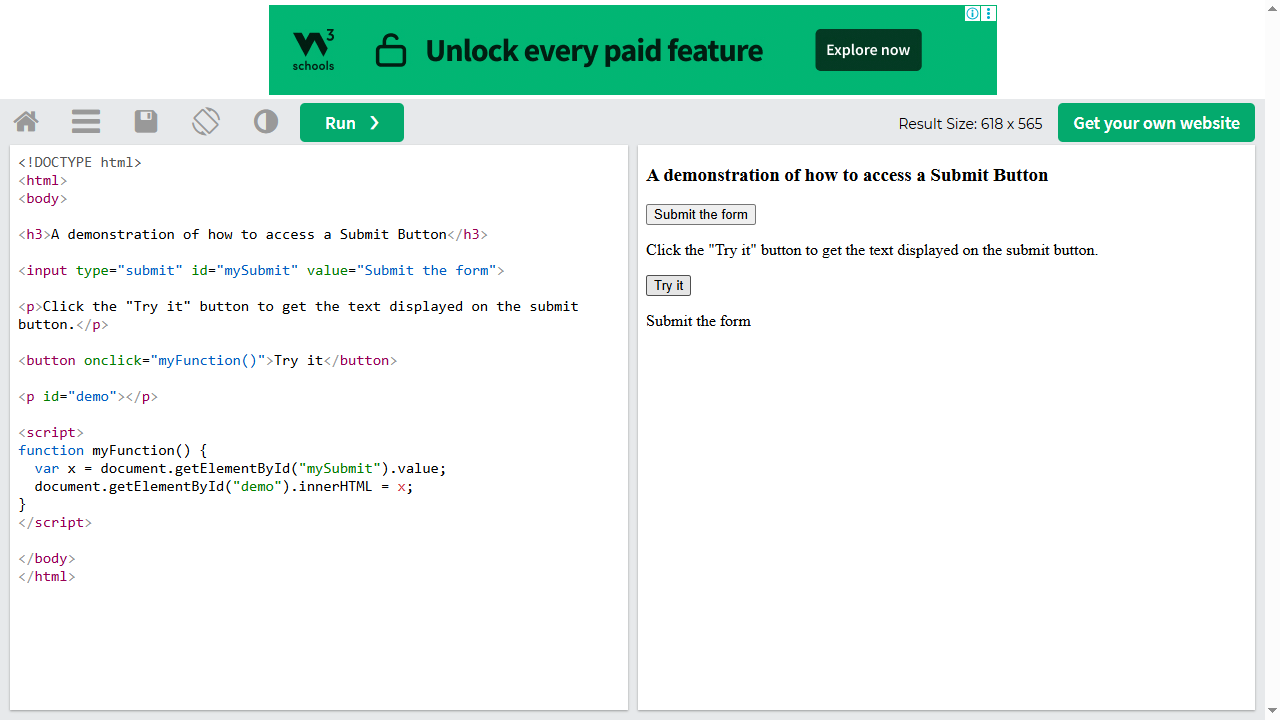 W3 schools Unlock every paid feature Explore now
Run ❯ Result Size: 618 x 565 Get your own website
<!DOCTYPE html>
<html>
<body>
<h3>A demonstration of how to access a Submit Button</h3>
<input type="submit" id="mySubmit" value="Submit the form">
<p>Click the "Try it" button to get the text displayed on the submit
button.</p>
<button onclick="myFunction()">Try it</button>
<p id="demo"></p>
<script>
function myFunction() {
  var x = document.getElementById("mySubmit").value;
  document.getElementById("demo").innerHTML = x;
}
</script>
</body>
</html>
A demonstration of how to access a Submit Button
Submit the form
Click the "Try it" button to get the text displayed on the submit button.
Try it
Submit the form